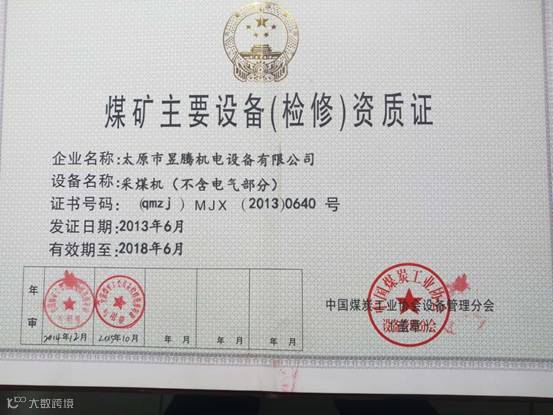 煤矿主要设备(检修)资质证
企业名称:太原市昱腾机电设备有限公司
设备名称:采煤机（不含电气部分）
证书号码:（qmzj）MJX（2013)0640 号
发证日期:2013年6月
有效期至:2018年6月
年审
2014年12月
2015年10月
年 月
年 月
年 月
中国煤炭工业协会设备管理分会
（盖章）
大数跨境